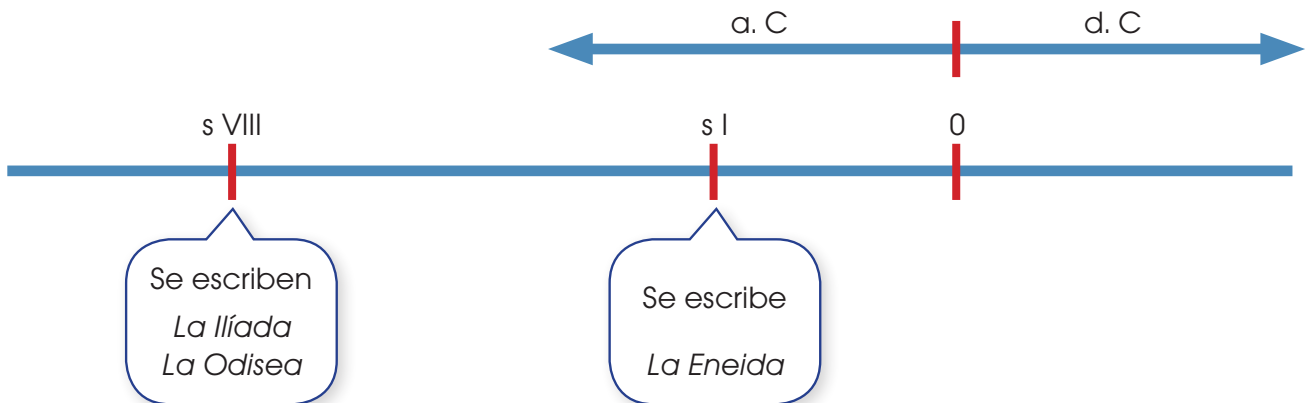 a. C
d. C
s VIII
s I
0
Se escriben
La Ilíada
La Odisea
Se escribe
La Eneida